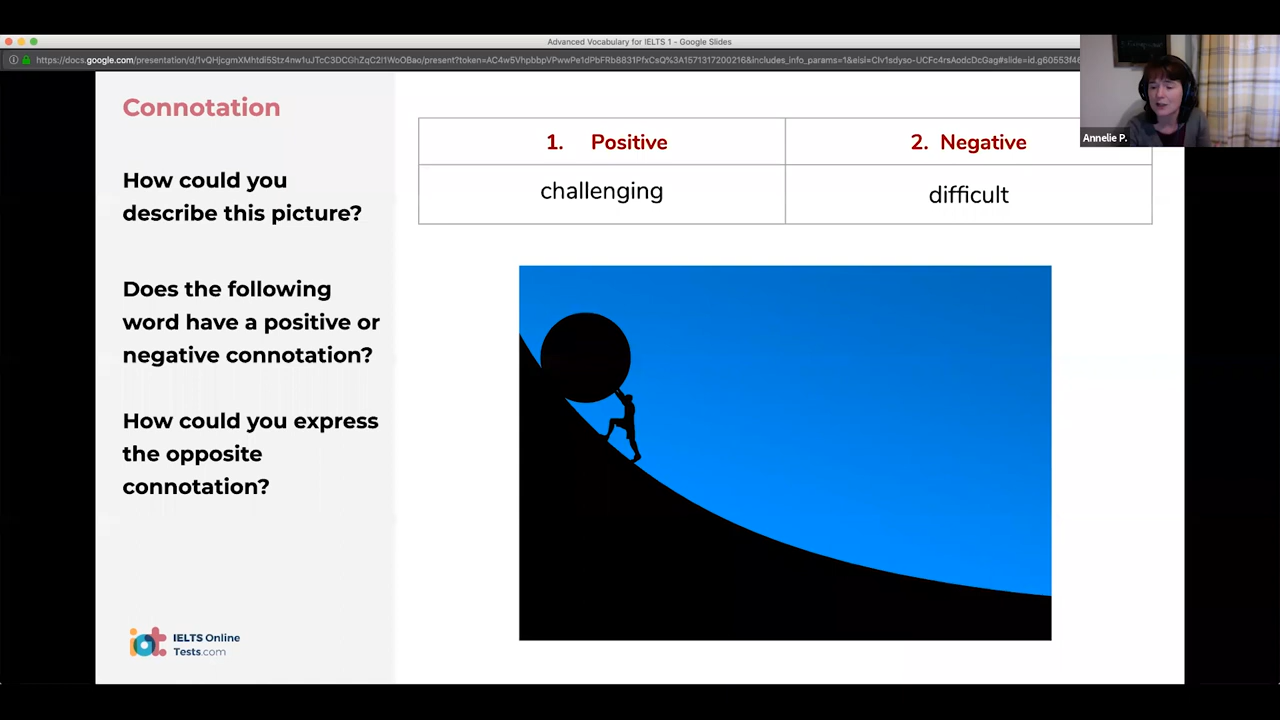 Advanced Vocabulary for IELTS 1 - Google Slides
Annelie P.
Connotation
How could you
describe this picture?
Does the following
word have a positive or
negative connotation?
How could you express
the opposite
connotation?
1. Positive
2. Negative
challenging
difficult
iot
IELTS Online
Tests.com